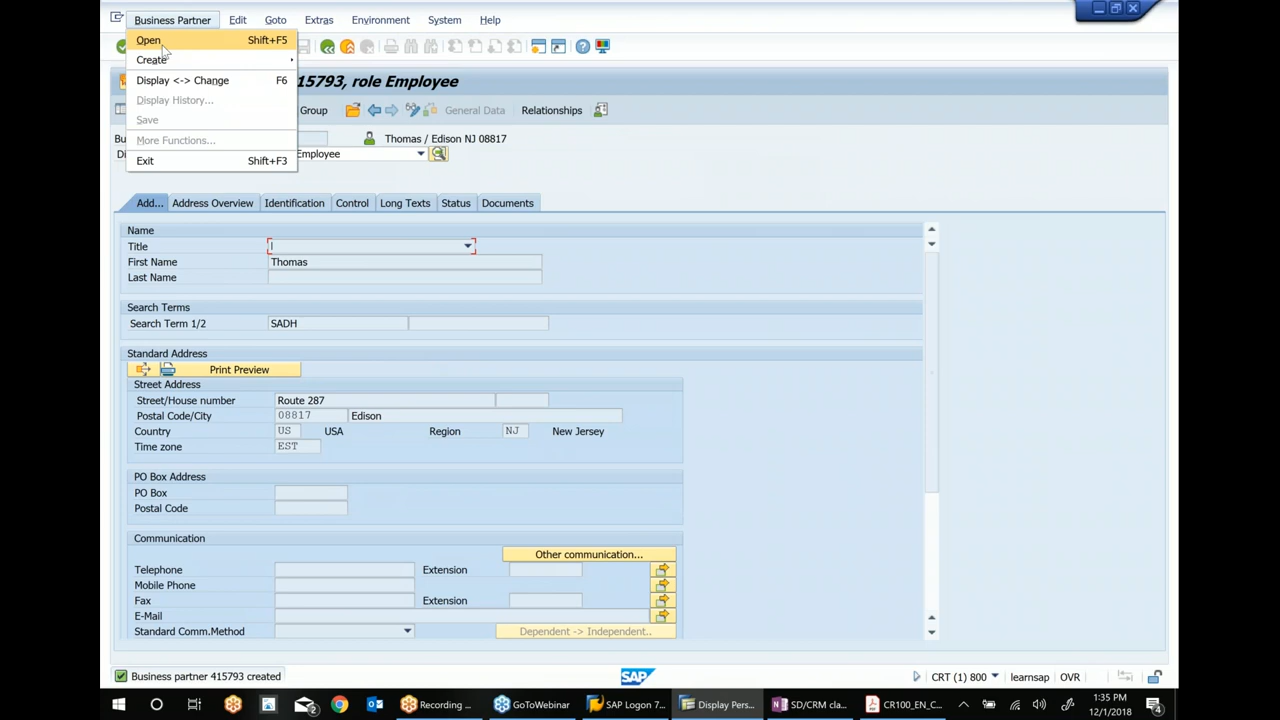 Business Partner Edit Goto Extras Environment System Help
Open Shift+F5
Create
Display <-> Change F6
Display History...
Save
More Functions...
Exit Shift+F3
15793, role Employee
Group General Data Relationships
Bu Thomas / Edison NJ 08817
Di Employee
Add... Address Overview Identification Control Long Texts Status Documents
Name
Title
First Name Thomas
Last Name
Search Terms
Search Term 1/2 SADH
Standard Address
Print Preview
Street Address
Street/House number Route 287
Postal Code/City 08817 Edison
Country US USA Region NJ New Jersey
Time zone EST
PO Box Address
PO Box
Postal Code
Communication
Other communication...
Telephone Extension
Mobile Phone
Fax Extension
E-Mail
Standard Comm.Method Dependent -> Independent..
Business partner 415793 created SAP CRT (1) 800 learnsap OVR
Recording ... GoToWebinar SAP Logon 7... Display Pers... SD/CRM cla... CR100_EN_C... 1:35 PM
12/1/2018